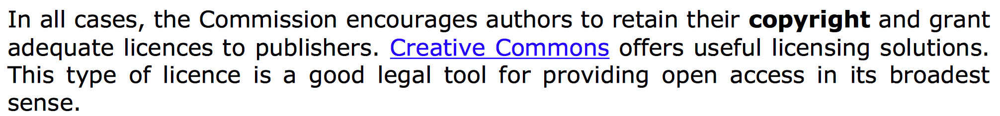 In all cases, the Commission encourages authors to retain their copyright and grant
adequate licences to publishers. Creative Commons offers useful licensing solutions.
This type of licence is a good legal tool for providing open access in its broadest
sense.